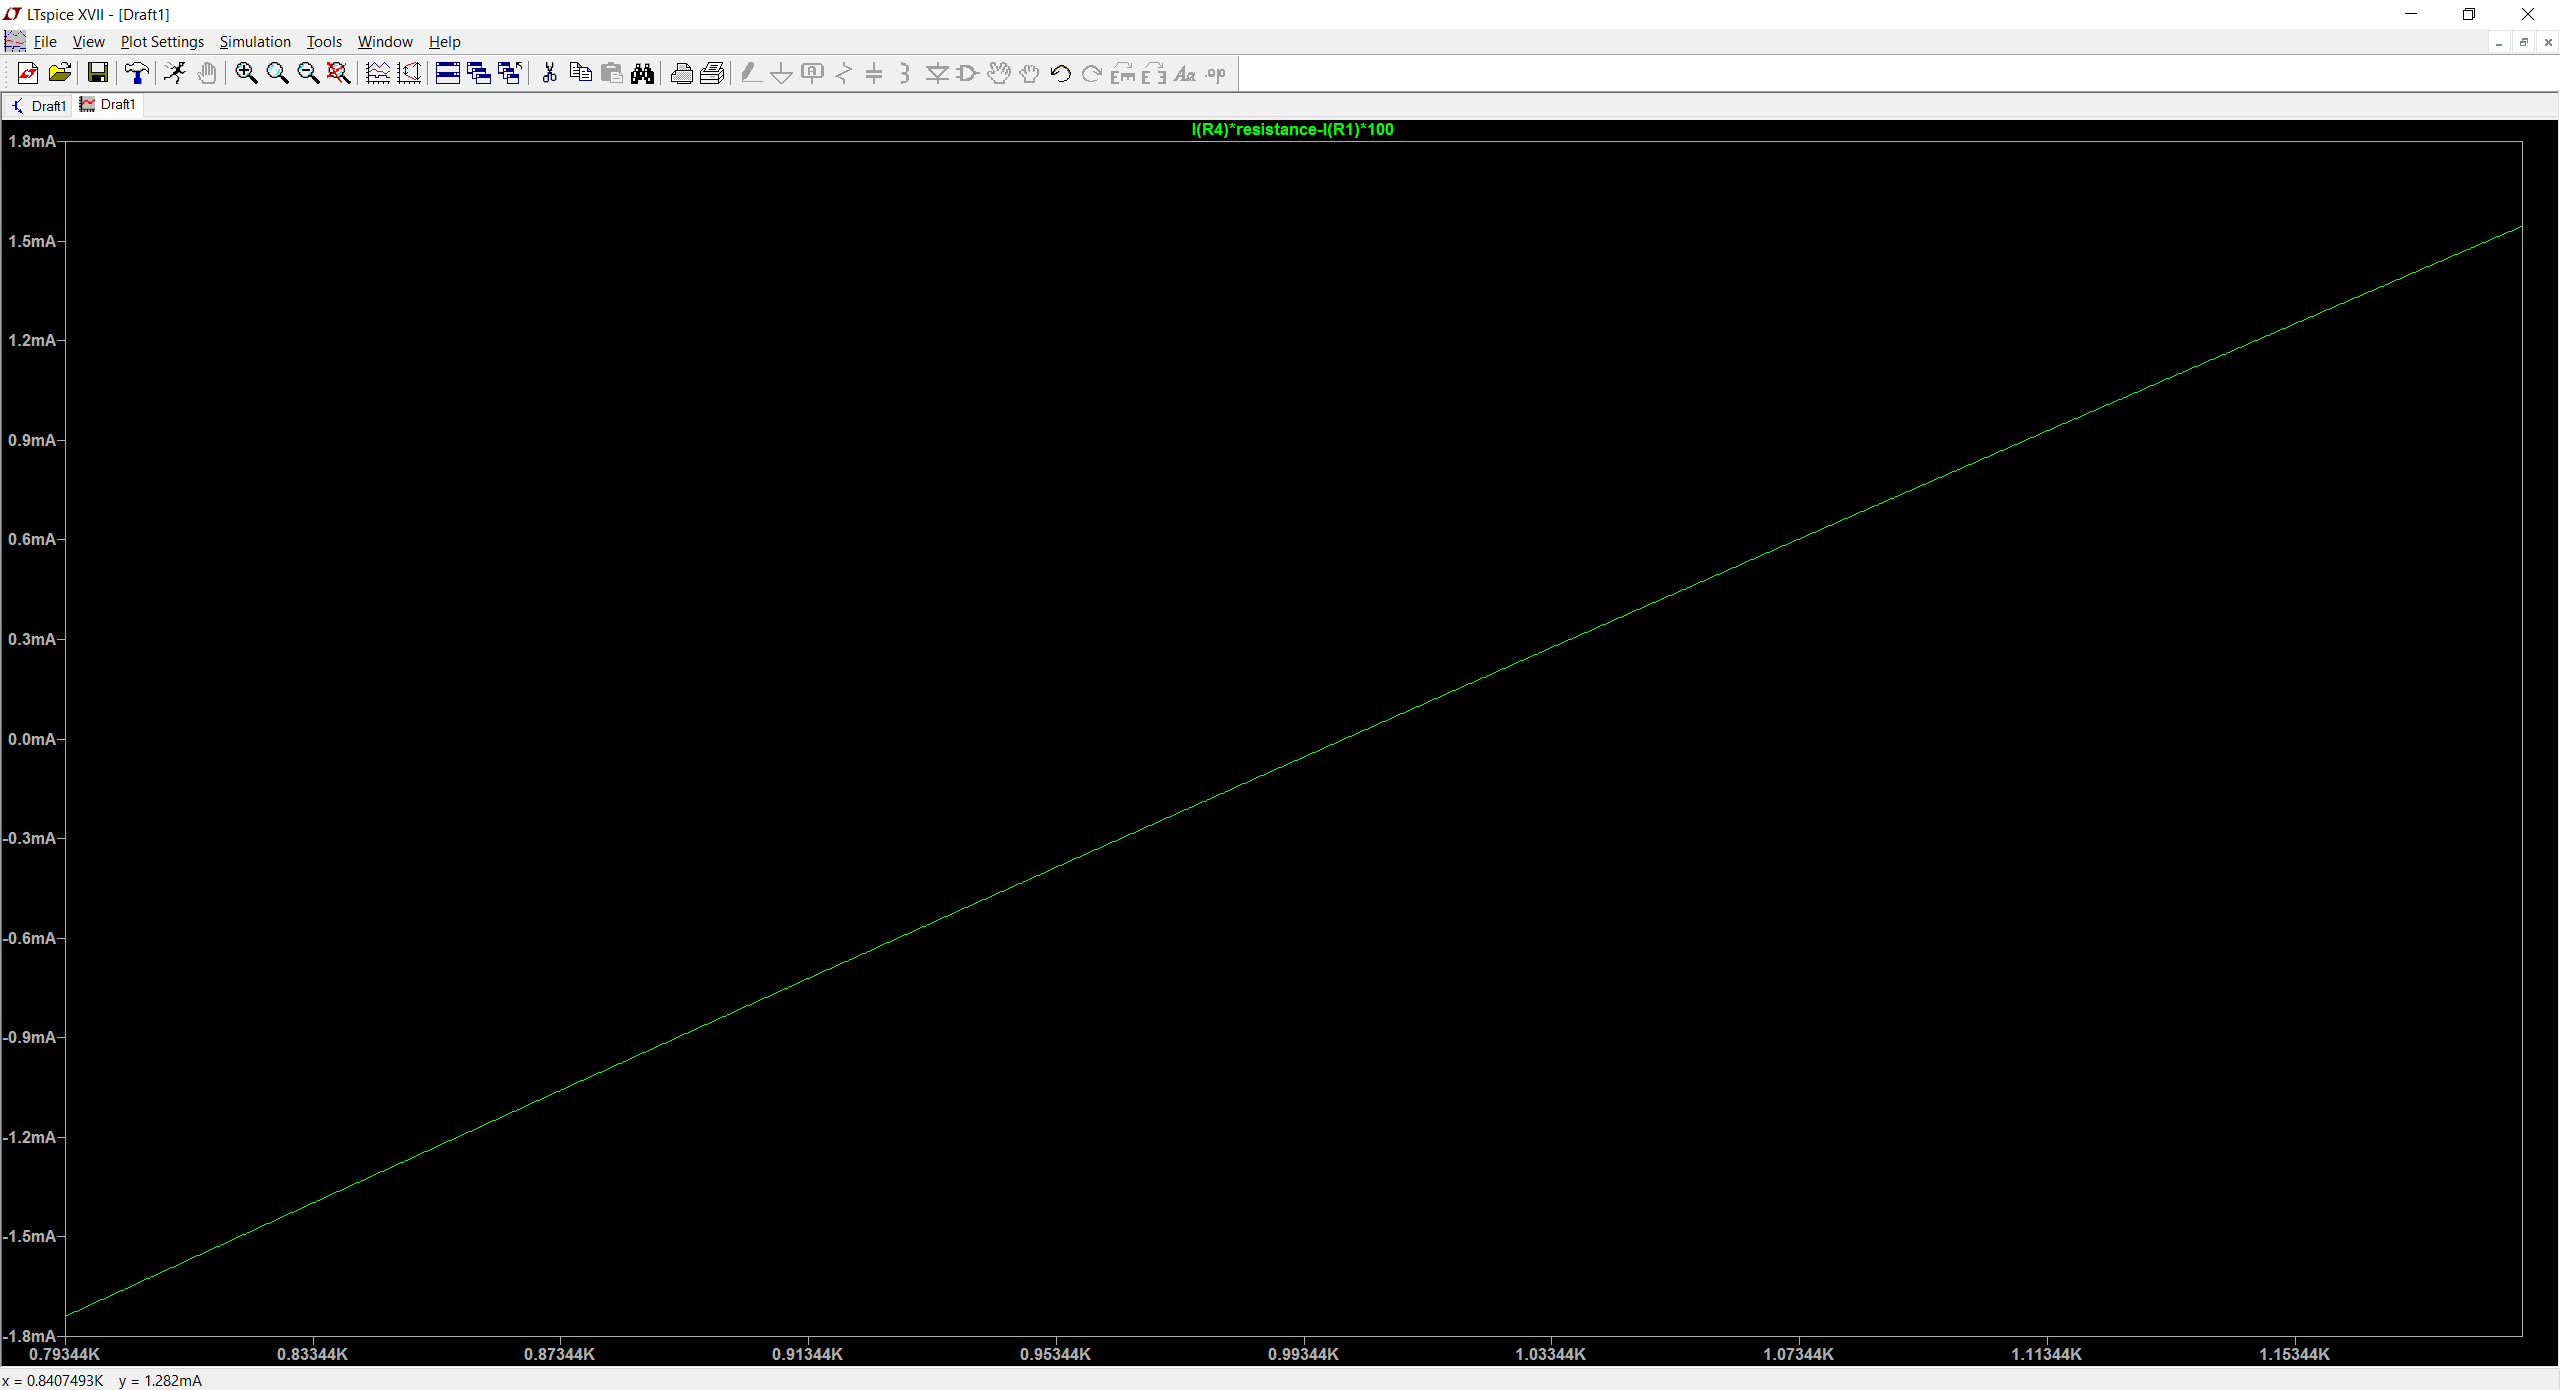 LTspice XVII - [Draft1]
File View Plot Settings Simulation Tools Window Help
Draft1 Draft1
I(R4)*resistance-I(R1)*100
1.8mA
1.5mA
1.2mA
0.9mA
0.6mA
0.3mA
0.0mA
-0.3mA
-0.6mA
-0.9mA
-1.2mA
-1.5mA
-1.8mA
0.79344K 0.83344K 0.87344K 0.91344K 0.95344K 0.99344K 1.03344K 1.07344K 1.11344K 1.15344K
x = 0.8407493K y = 1.282mA